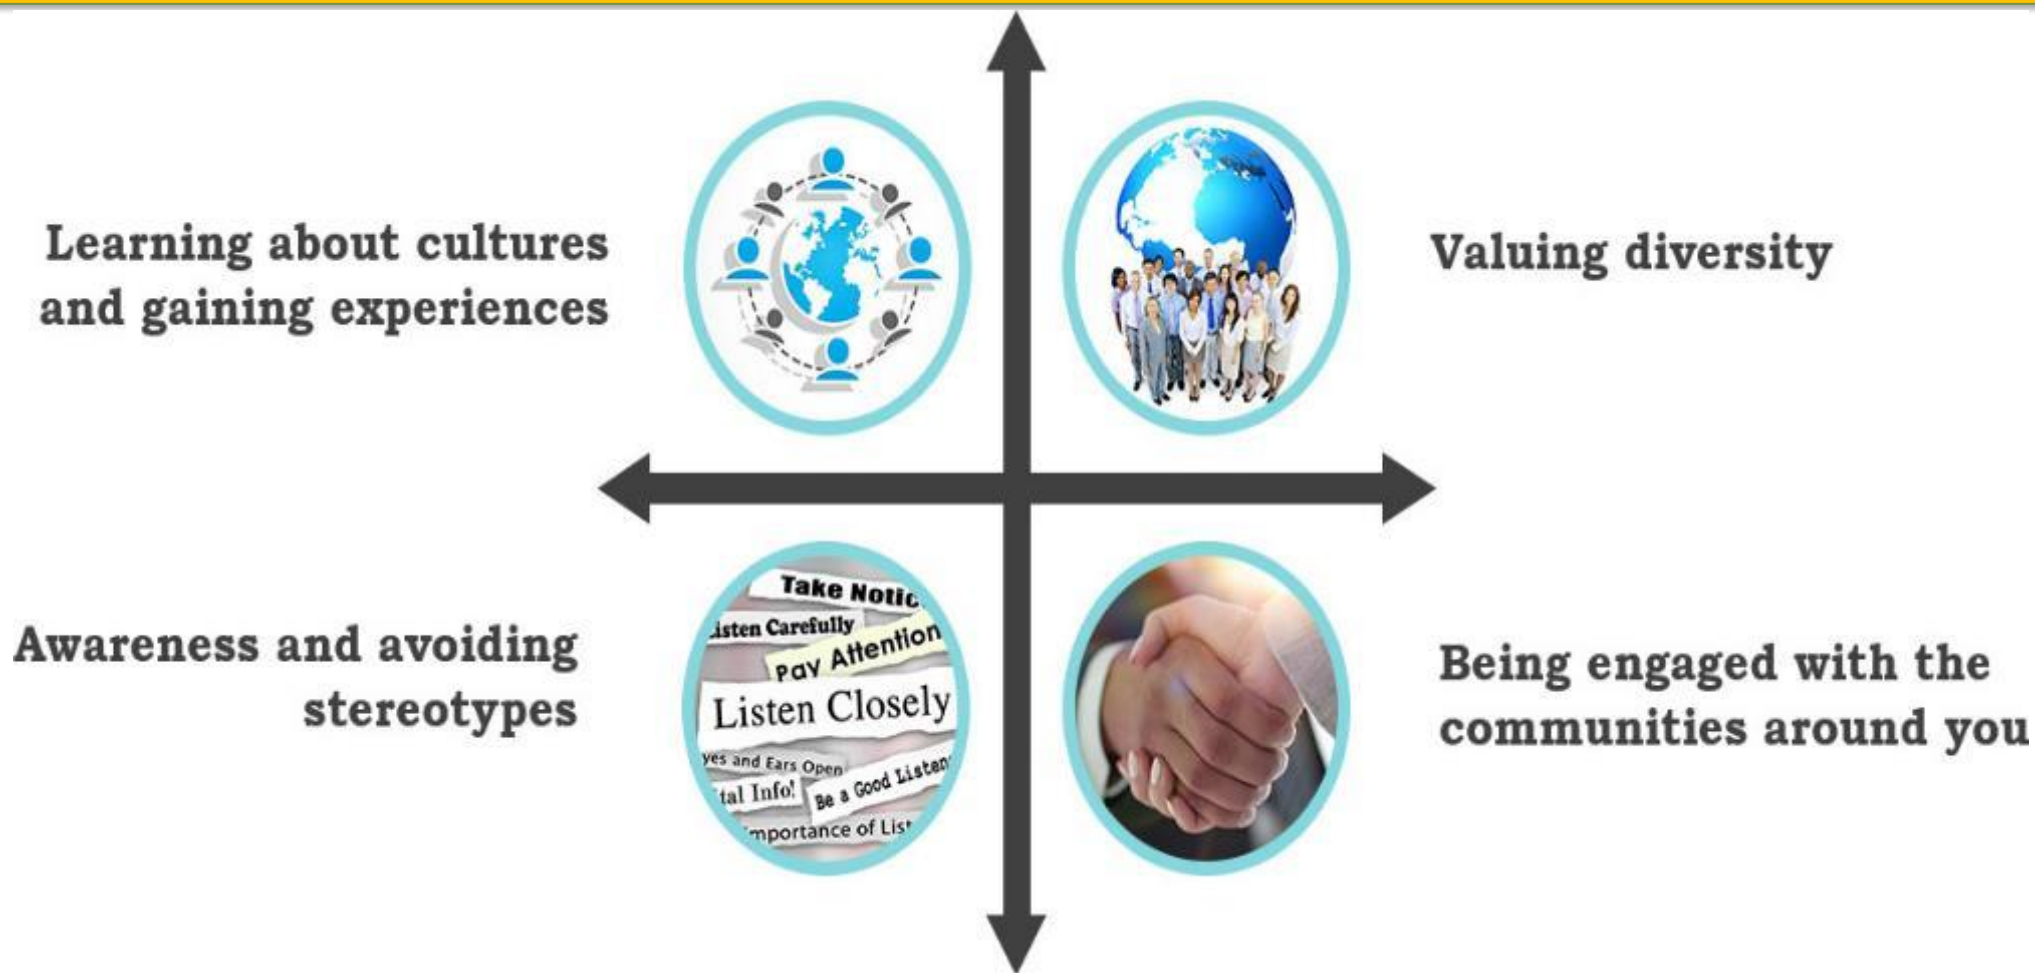 Learning about cultures
and gaining experiences
Valuing diversity
Awareness and avoiding
stereotypes
Take Notic
isten Carefully
Pay Attention
Listen Closely
yes and Ears Open
tal Info!
Be a Good Listen
mportance of List
Being engaged with the
communities around you